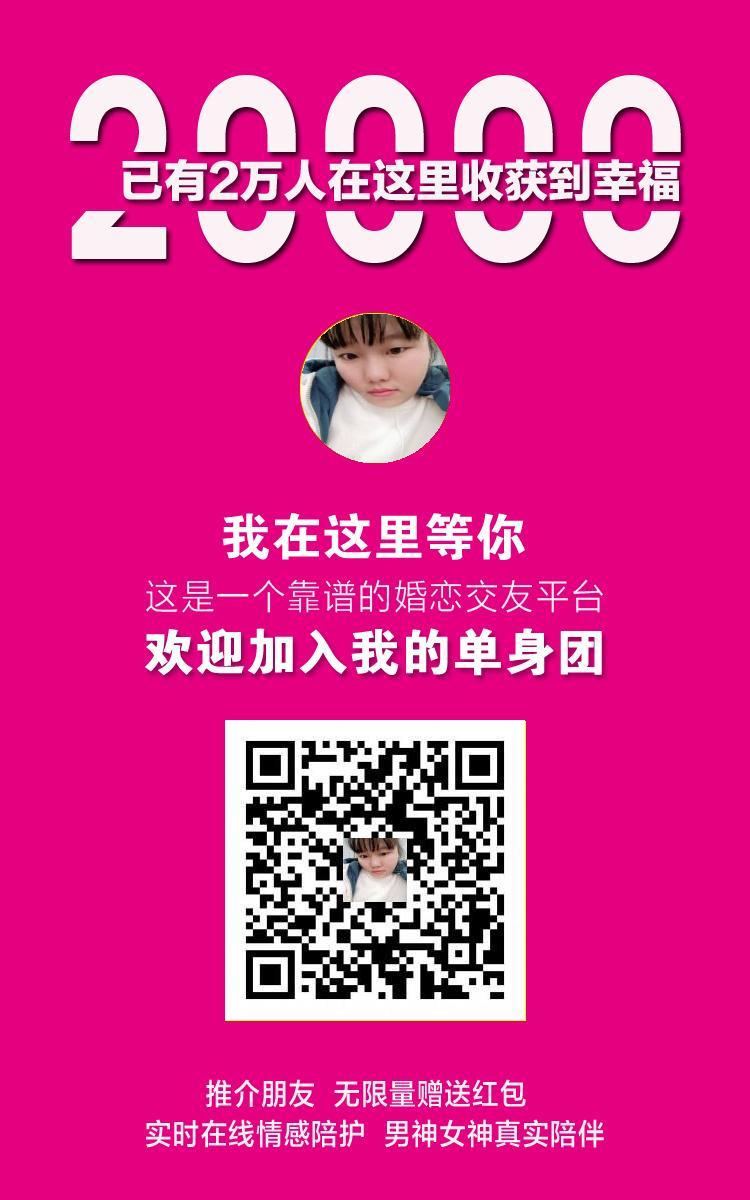 20000
已有2万人在这里收获到幸福
我在这里等你
这是一个靠谱的婚恋交友平台
欢迎加入我的单身团
推介朋友 无限量赠送红包
实时在线情感陪护 男神女神真实陪伴